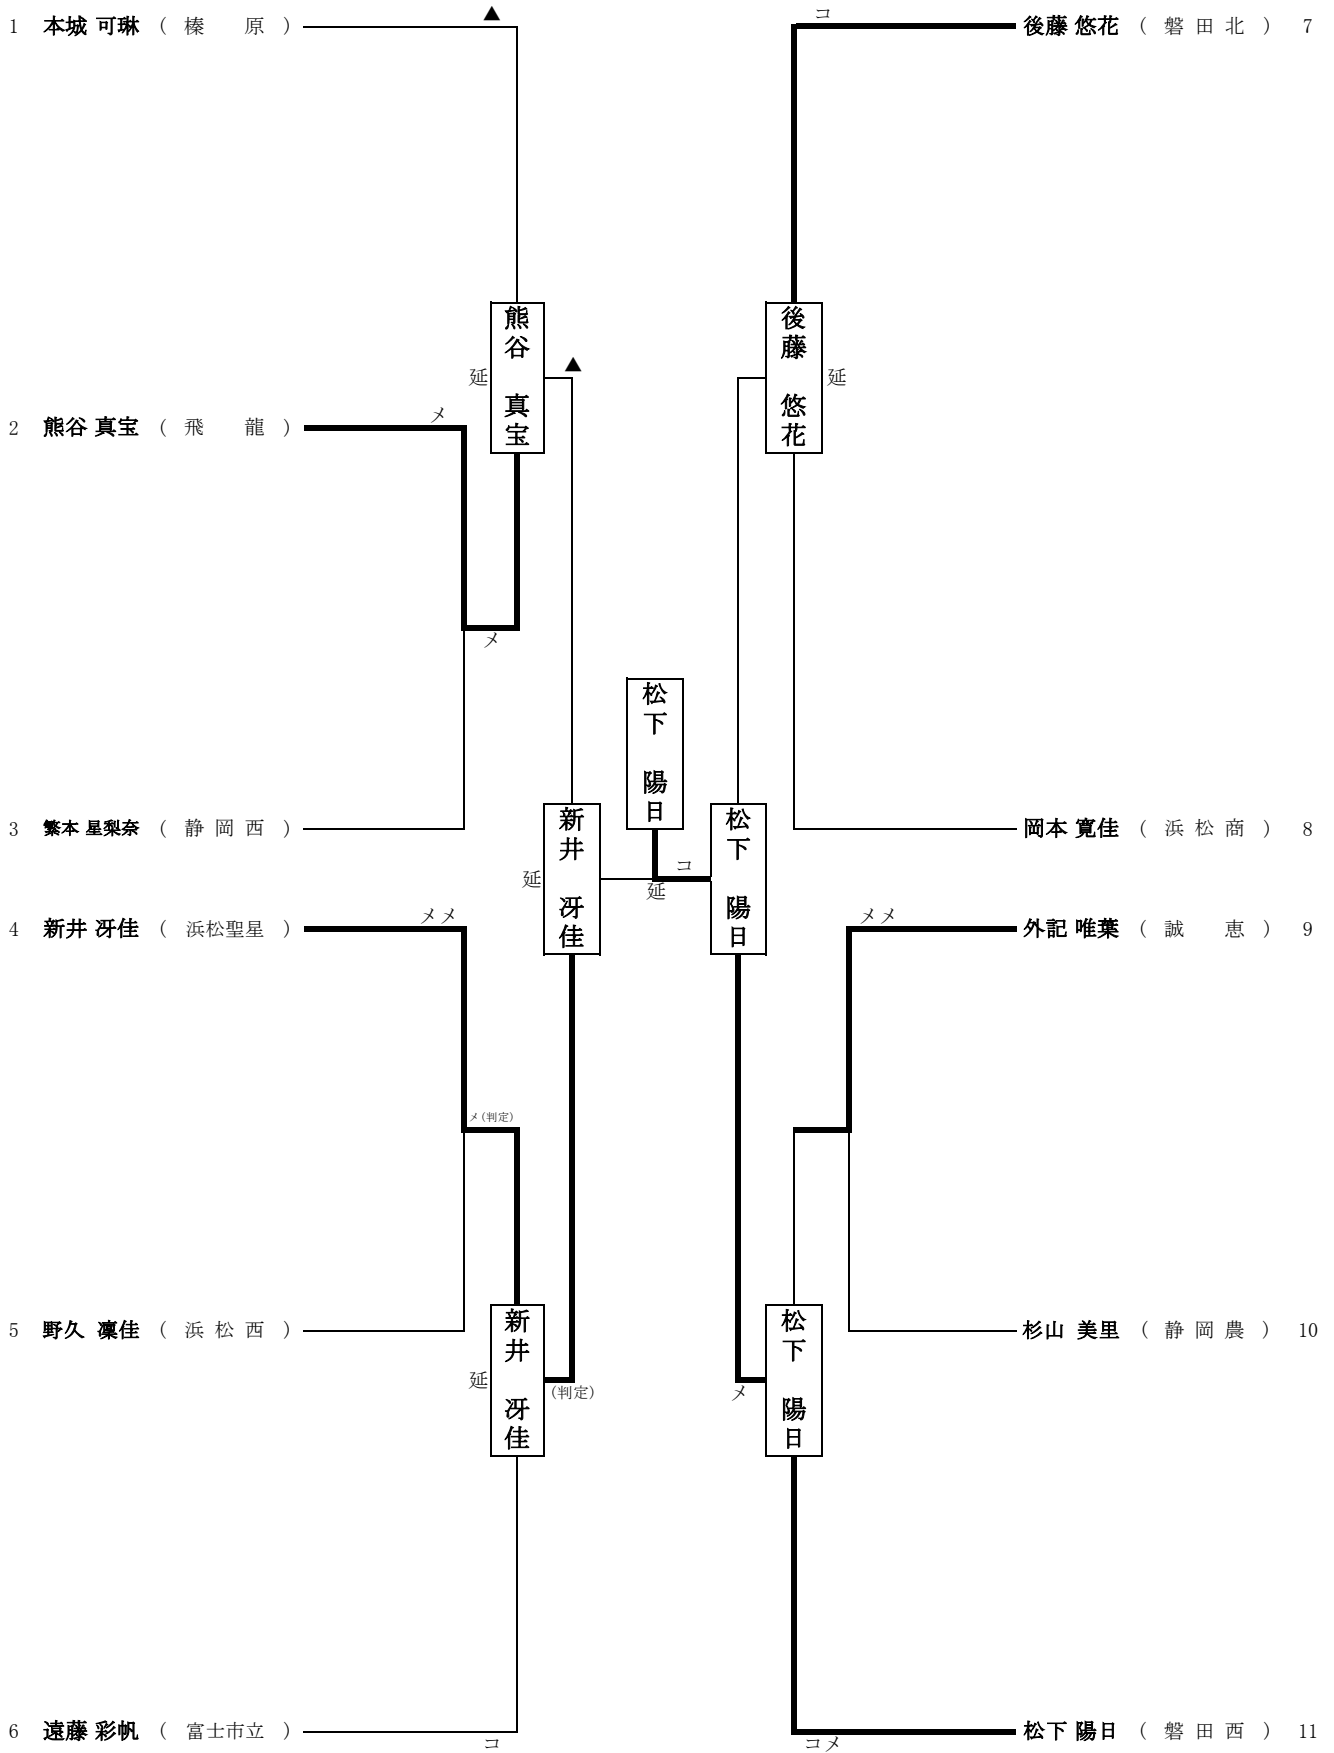 1 本城 可琳 ( 榛 原 ) ▲
コ 後藤 悠花 ( 磐 田 北 ) 7
熊谷 真宝
延
▲
後藤 悠花
延
2 熊谷 真宝 ( 飛 龍 ) メ
メ
松下 陽日
3 繁本 星梨奈 ( 静 岡 西 )
岡本 寛佳 ( 浜 松 商 ) 8
新井 冴佳
延
コ
延
松下 陽日
4 新井 冴佳 ( 浜松聖星 ) メメ
メメ 外記 唯葉 ( 誠 恵 ) 9
メ(判定)
5 野久 凜佳 ( 浜 松 西 )
杉山 美里 ( 静 岡 農 ) 10
新井 冴佳
延
(判定)
メ
松下 陽日
6 遠藤 彩帆 ( 富士市立 ) コ
コメ 松下 陽日 ( 磐 田 西 ) 11